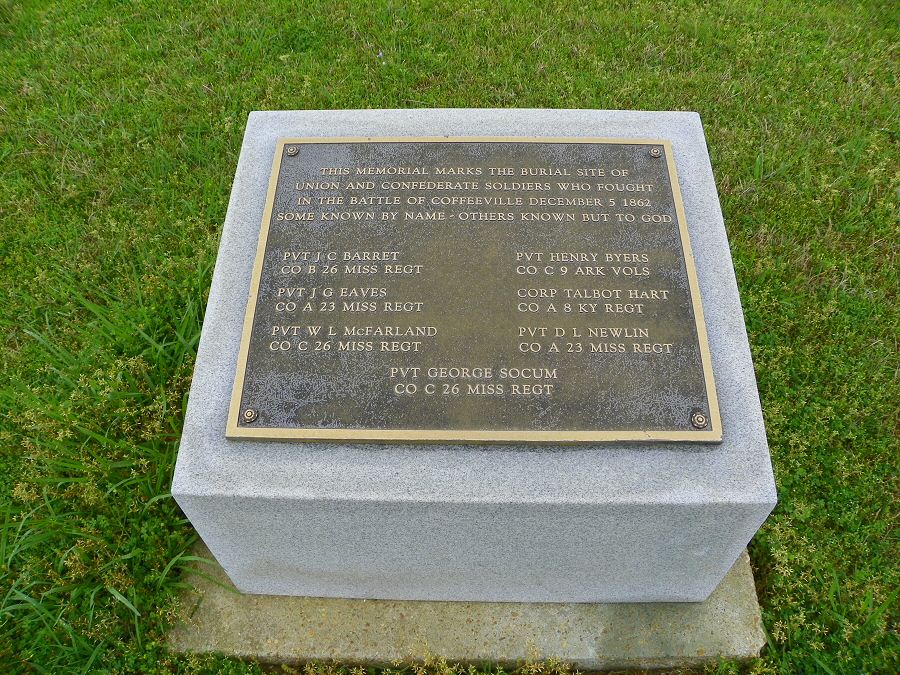 THIS MEMORIAL MARKS THE BURIAL SITE OF
UNION AND CONFEDERATE SOLDIERS WHO FOUGHT
IN THE BATTLE OF COFFEEVILLE DECEMBER 5 1862
SOME KNOWN BY NAME - OTHERS KNOWN BUT TO GOD
PVT J C BARRET
CO B 26 MISS REGT
PVT J G EAVES
CO A 23 MISS REGT
PVT W L McFARLAND
CO C 26 MISS REGT
PVT HENRY BYERS
CO C 9 ARK VOLS
CORP TALBOT HART
CO A 8 KY REGT
PVT D L NEWLIN
CO A 23 MISS REGT
PVT GEORGE SOCUM
CO C 26 MISS REGT